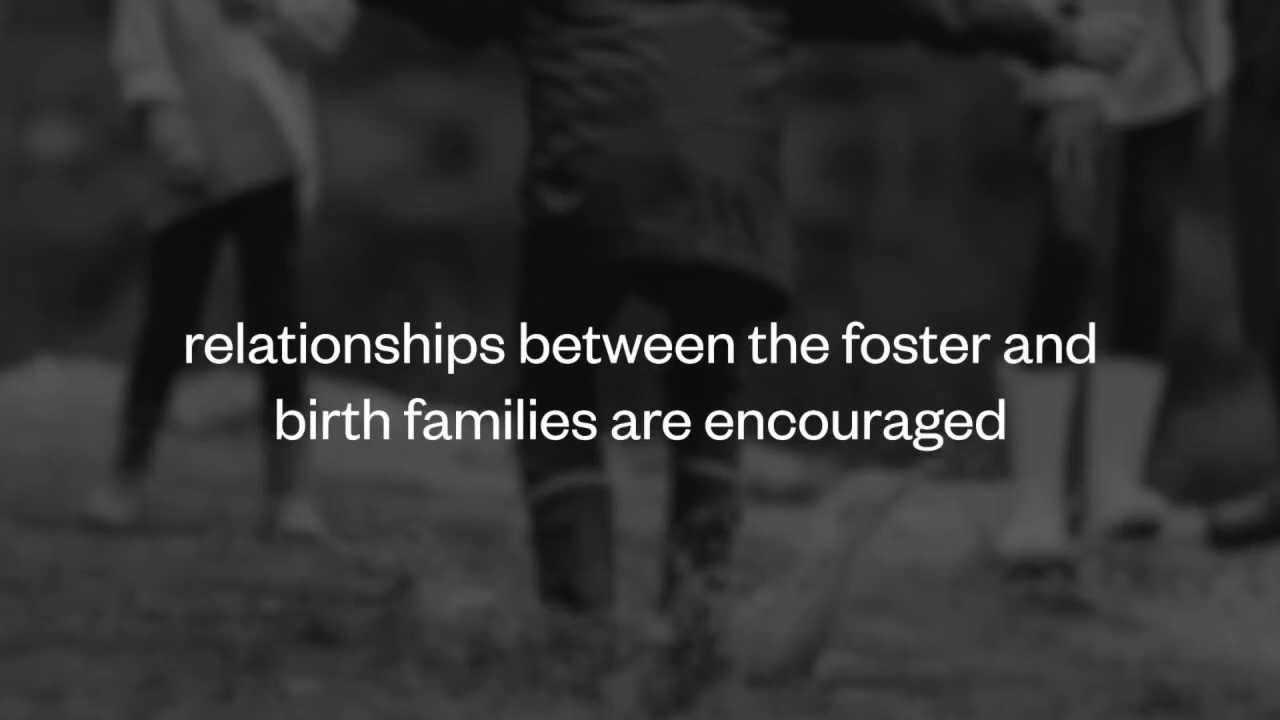 relationships between the foster and
birth families are encouraged